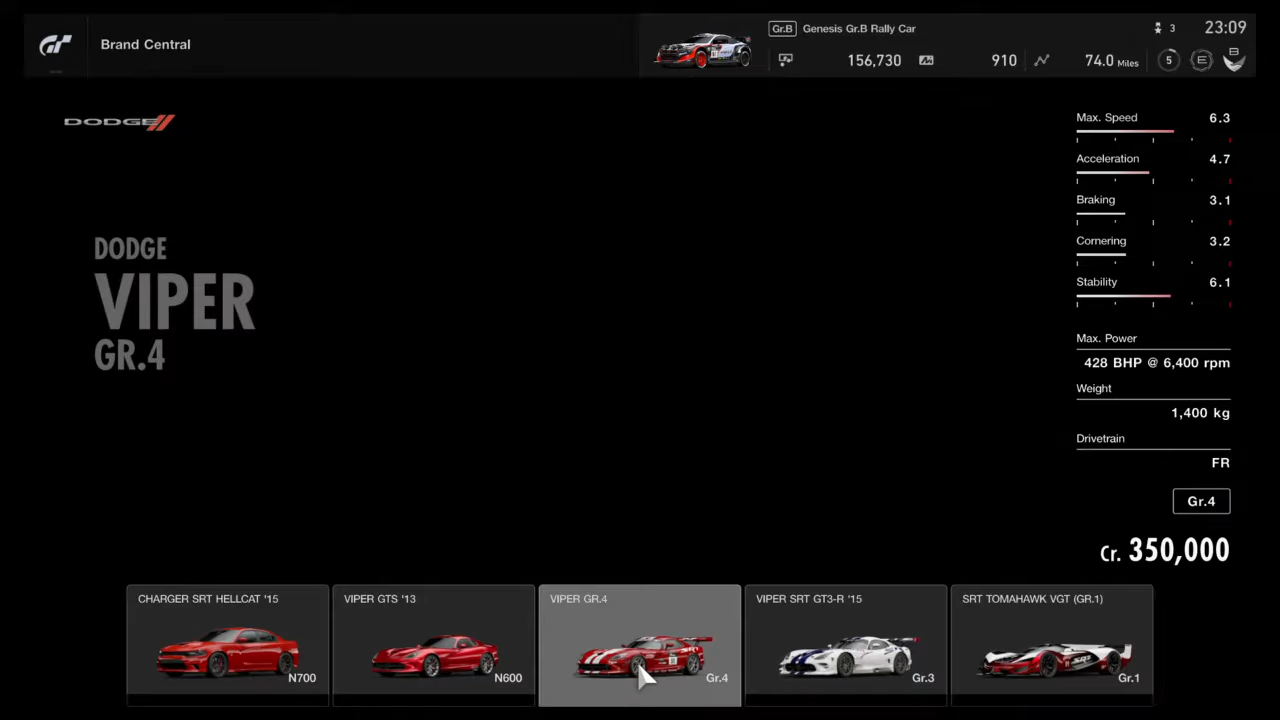 Brand Central
Gr.B Genesis Gr.B Rally Car
3
23:09
156,730
910
74.0 Miles
5
E
B
DODGE
DODGE
VIPER
GR.4
Max. Speed 6.3
Acceleration 4.7
Braking 3.1
Cornering 3.2
Stability 6.1
Max. Power
428 BHP @ 6,400 rpm
Weight
1,400 kg
Drivetrain
FR
Gr.4
Cr. 350,000
CHARGER SRT HELLCAT '15
N700
VIPER GTS '13
N600
VIPER GR.4
Gr.4
VIPER SRT GT3-R '15
Gr.3
SRT TOMAHAWK VGT (GR.1)
Gr.1